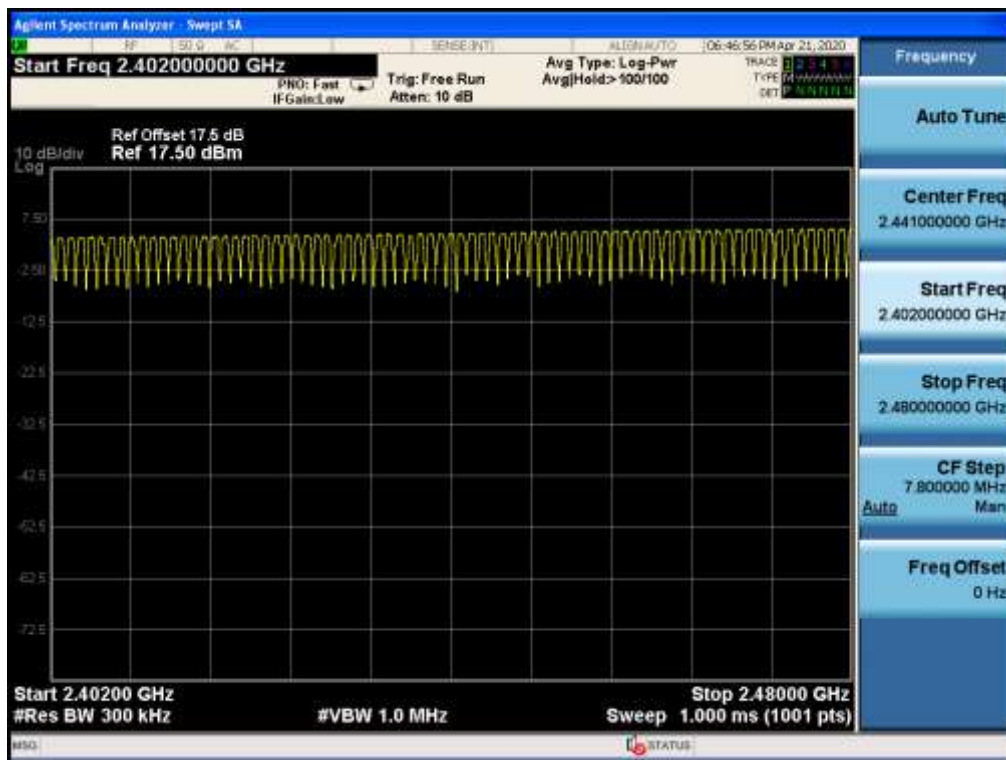 Agilent Spectrum Analyzer - Swept SA
RF 50 Ω AC SENSE:INT ALIGN AUTO 06:46:56 PM Apr 21, 2020
Start Freq 2.402000000 GHz
PNO: Fast
IFGain:Low
Trig: Free Run
Atten: 10 dB
Avg Type: Log-Pwr
Avg|Hold:> 100/100
TRACE 1 2 3 4 5 6
TYPE M
DET P N N N N N
Ref Offset 17.5 dB
10 dB/div Ref 17.50 dBm
Log
7.50
-2.50
-12.5
-22.5
-32.5
-42.5
-52.5
-62.5
-72.5
Start 2.40200 GHz Stop 2.48000 GHz
#Res BW 300 kHz #VBW 1.0 MHz Sweep 1.000 ms (1001 pts)
MSG STATUS
Frequency
Auto Tune
Center Freq
2.441000000 GHz
Start Freq
2.402000000 GHz
Stop Freq
2.480000000 GHz
CF Step
7.800000 MHz
Auto Man
Freq Offset
0 Hz